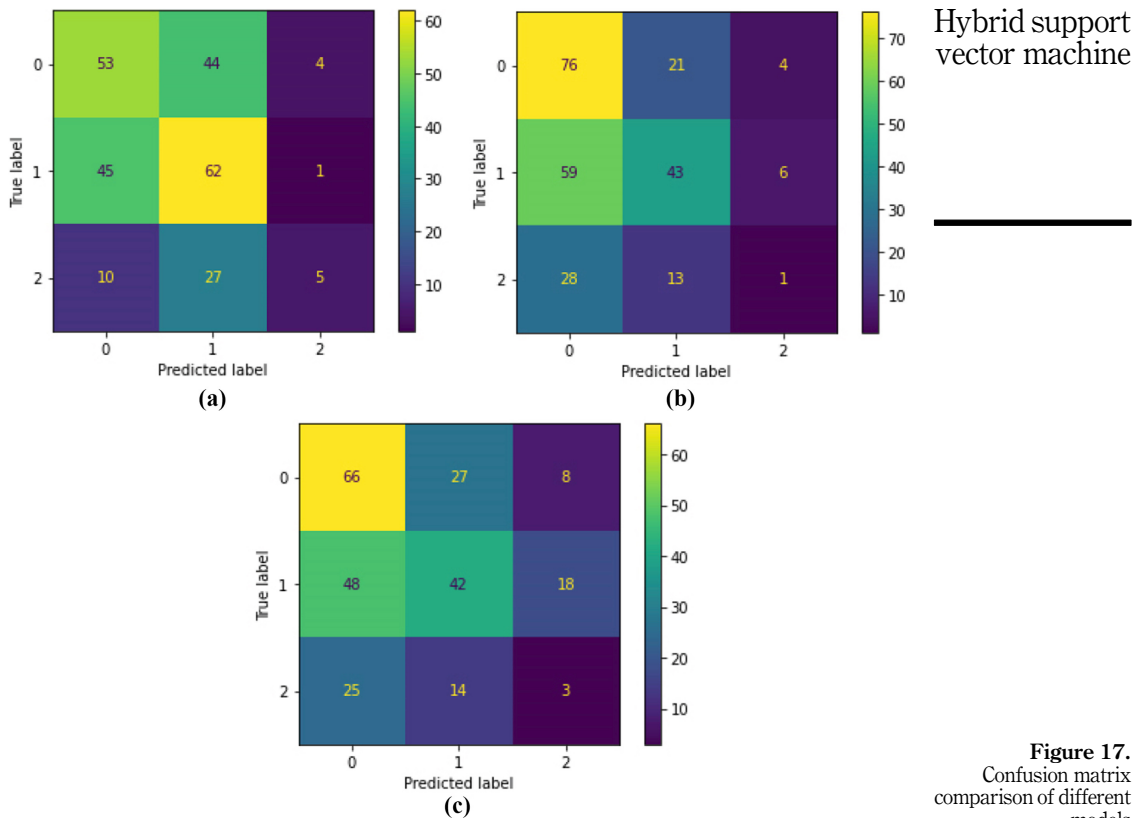 Hybrid support
vector machine
0 53 44 4
1 45 62 1
2 10 27 5
0 1 2
True label
Predicted label
60
50
40
30
20
10
(a)
0 76 21 4
1 59 43 6
2 28 13 1
0 1 2
True label
Predicted label
70
60
50
40
30
20
10
(b)
0 66 27 8
1 48 42 18
2 25 14 3
0 1 2
True label
Predicted label
60
50
40
30
20
10
(c)
Figure 17.
Confusion matrix
comparison of different